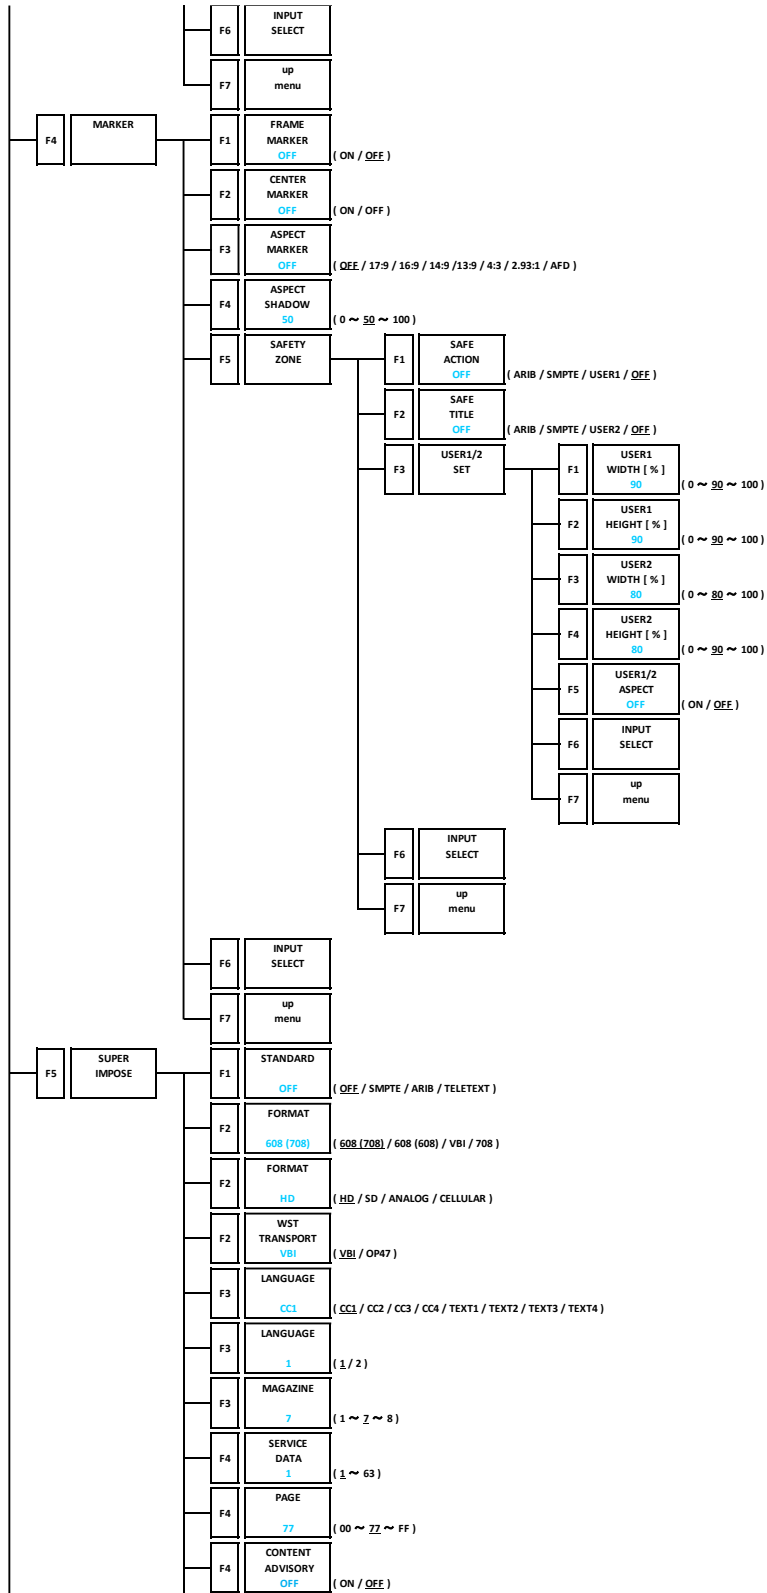 F6
INPUT
SELECT
F7
up
menu
F4
MARKER
F1
FRAME
MARKER
OFF
( ON / OFF )
F2
CENTER
MARKER
OFF
( ON / OFF )
F3
ASPECT
MARKER
OFF
( OFF / 17:9 / 16:9 / 14:9 /13:9 / 4:3 / 2.93:1 / AFD )
F4
ASPECT
SHADOW
50
( 0 ~ 50 ~ 100 )
F5
SAFETY
ZONE
F1
SAFE
ACTION
OFF
( ARIB / SMPTE / USER1 / OFF )
F2
SAFE
TITLE
OFF
( ARIB / SMPTE / USER2 / OFF )
F3
USER1/2
SET
F1
USER1
WIDTH [ % ]
90
( 0 ~ 90 ~ 100 )
F2
USER1
HEIGHT [ % ]
90
( 0 ~ 90 ~ 100 )
F3
USER2
WIDTH [ % ]
80
( 0 ~ 80 ~ 100 )
F4
USER2
HEIGHT [ % ]
80
( 0 ~ 90 ~ 100 )
F5
USER1/2
ASPECT
OFF
( ON / OFF )
F6
INPUT
SELECT
F7
up
menu
F6
INPUT
SELECT
F7
up
menu
F6
INPUT
SELECT
F7
up
menu
F5
SUPER
IMPOSE
F1
STANDARD
OFF
( OFF / SMPTE / ARIB / TELETEXT )
F2
FORMAT
608 (708)
( 608 (708) / 608 (608) / VBI / 708 )
F2
FORMAT
HD
( HD / SD / ANALOG / CELLULAR )
F2
WST
TRANSPORT
VBI
( VBI / OP47 )
F3
LANGUAGE
CC1
( CC1 / CC2 / CC3 / CC4 / TEXT1 / TEXT2 / TEXT3 / TEXT4 )
F3
LANGUAGE
1
( 1 / 2 )
F3
MAGAZINE
7
( 1 ~ 7 ~ 8 )
F4
SERVICE
DATA
1
( 1 ~ 63 )
F4
PAGE
77
( 00 ~ 77 ~ FF )
F4
CONTENT
ADVISORY
OFF
( ON / OFF )